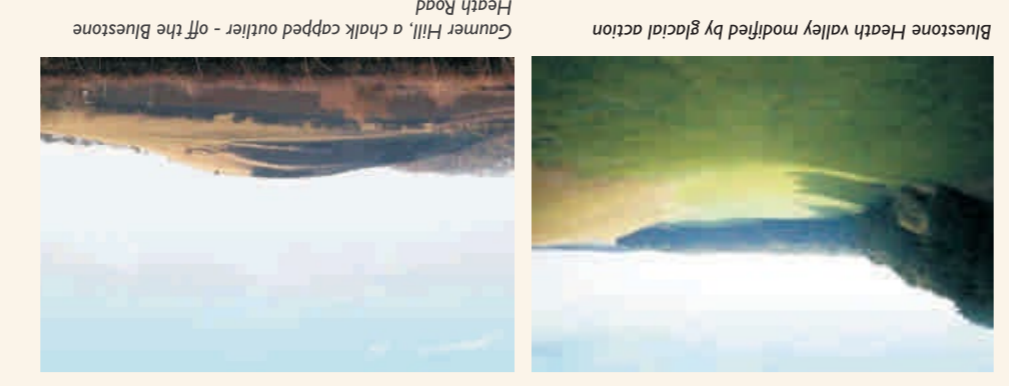 Bluestone Heath valley modified by glacial action
Gaumer Hill, a chalk capped outlier - off the Bluestone
Heath Road